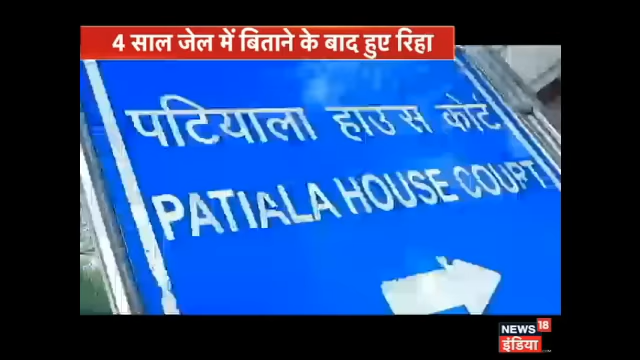 4 साल जेल में बिताने के बाद हुए रिहा
पटियाला हाउस कोर्ट
PATIALA HOUSE COURT
NEWS 18
इंडिया